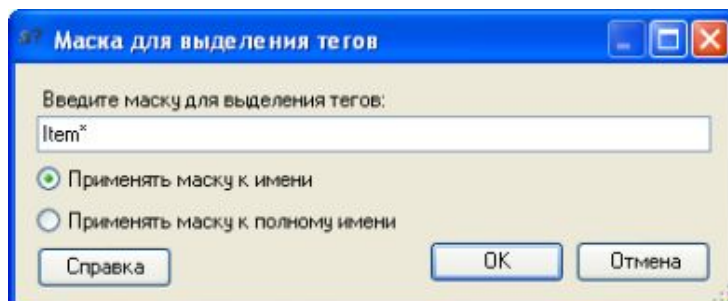 Маска для выделения тегов
Введите маску для выделения тегов:
Item*
Применять маску к имени
Применять маску к полному имени
Справка OK Отмена